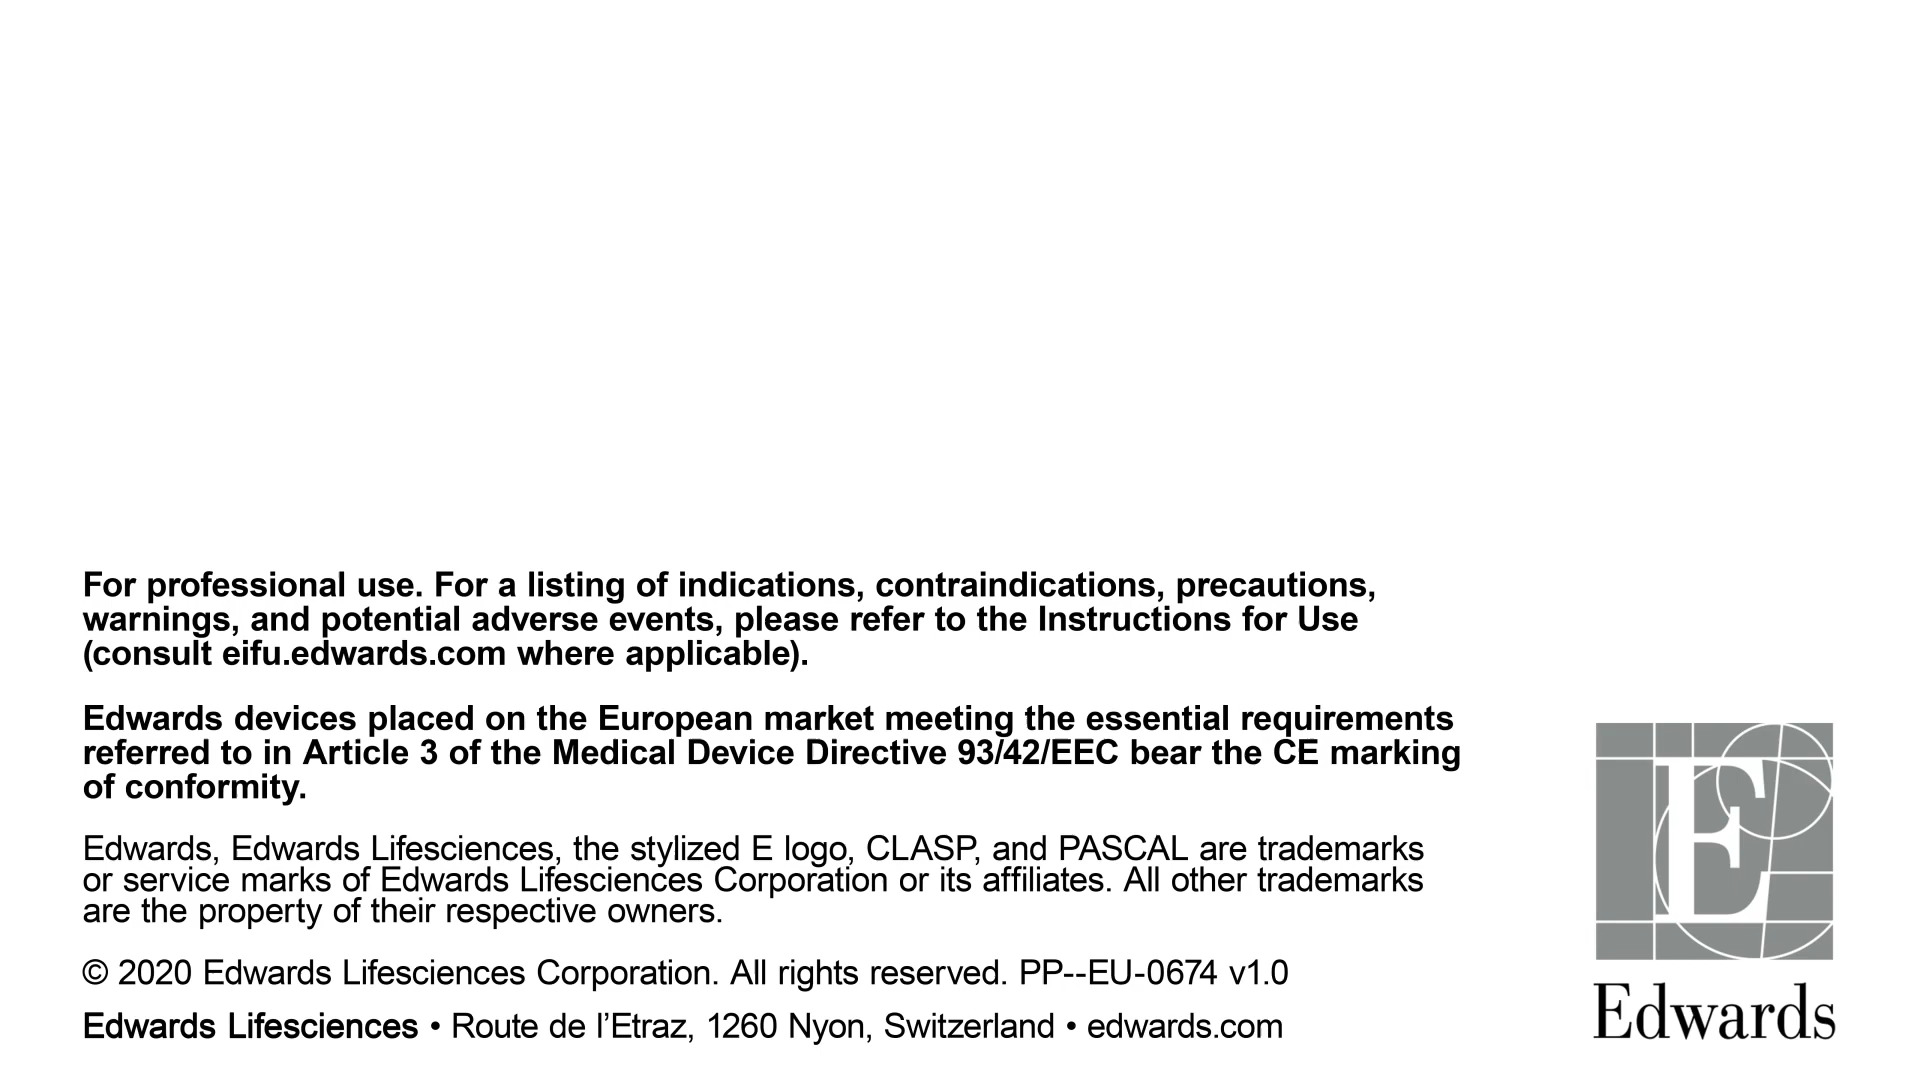 For professional use. For a listing of indications, contraindications, precautions,
warnings, and potential adverse events, please refer to the Instructions for Use
(consult eifu.edwards.com where applicable).
Edwards devices placed on the European market meeting the essential requirements
referred to in Article 3 of the Medical Device Directive 93/42/EEC bear the CE marking
of conformity.
Edwards, Edwards Lifesciences, the stylized E logo, CLASP, and PASCAL are trademarks
or service marks of Edwards Lifesciences Corporation or its affiliates. All other trademarks
are the property of their respective owners.
© 2020 Edwards Lifesciences Corporation. All rights reserved. PP--EU-0674 v1.0
Edwards Lifesciences • Route de l’Etraz, 1260 Nyon, Switzerland • edwards.com
E
Edwards